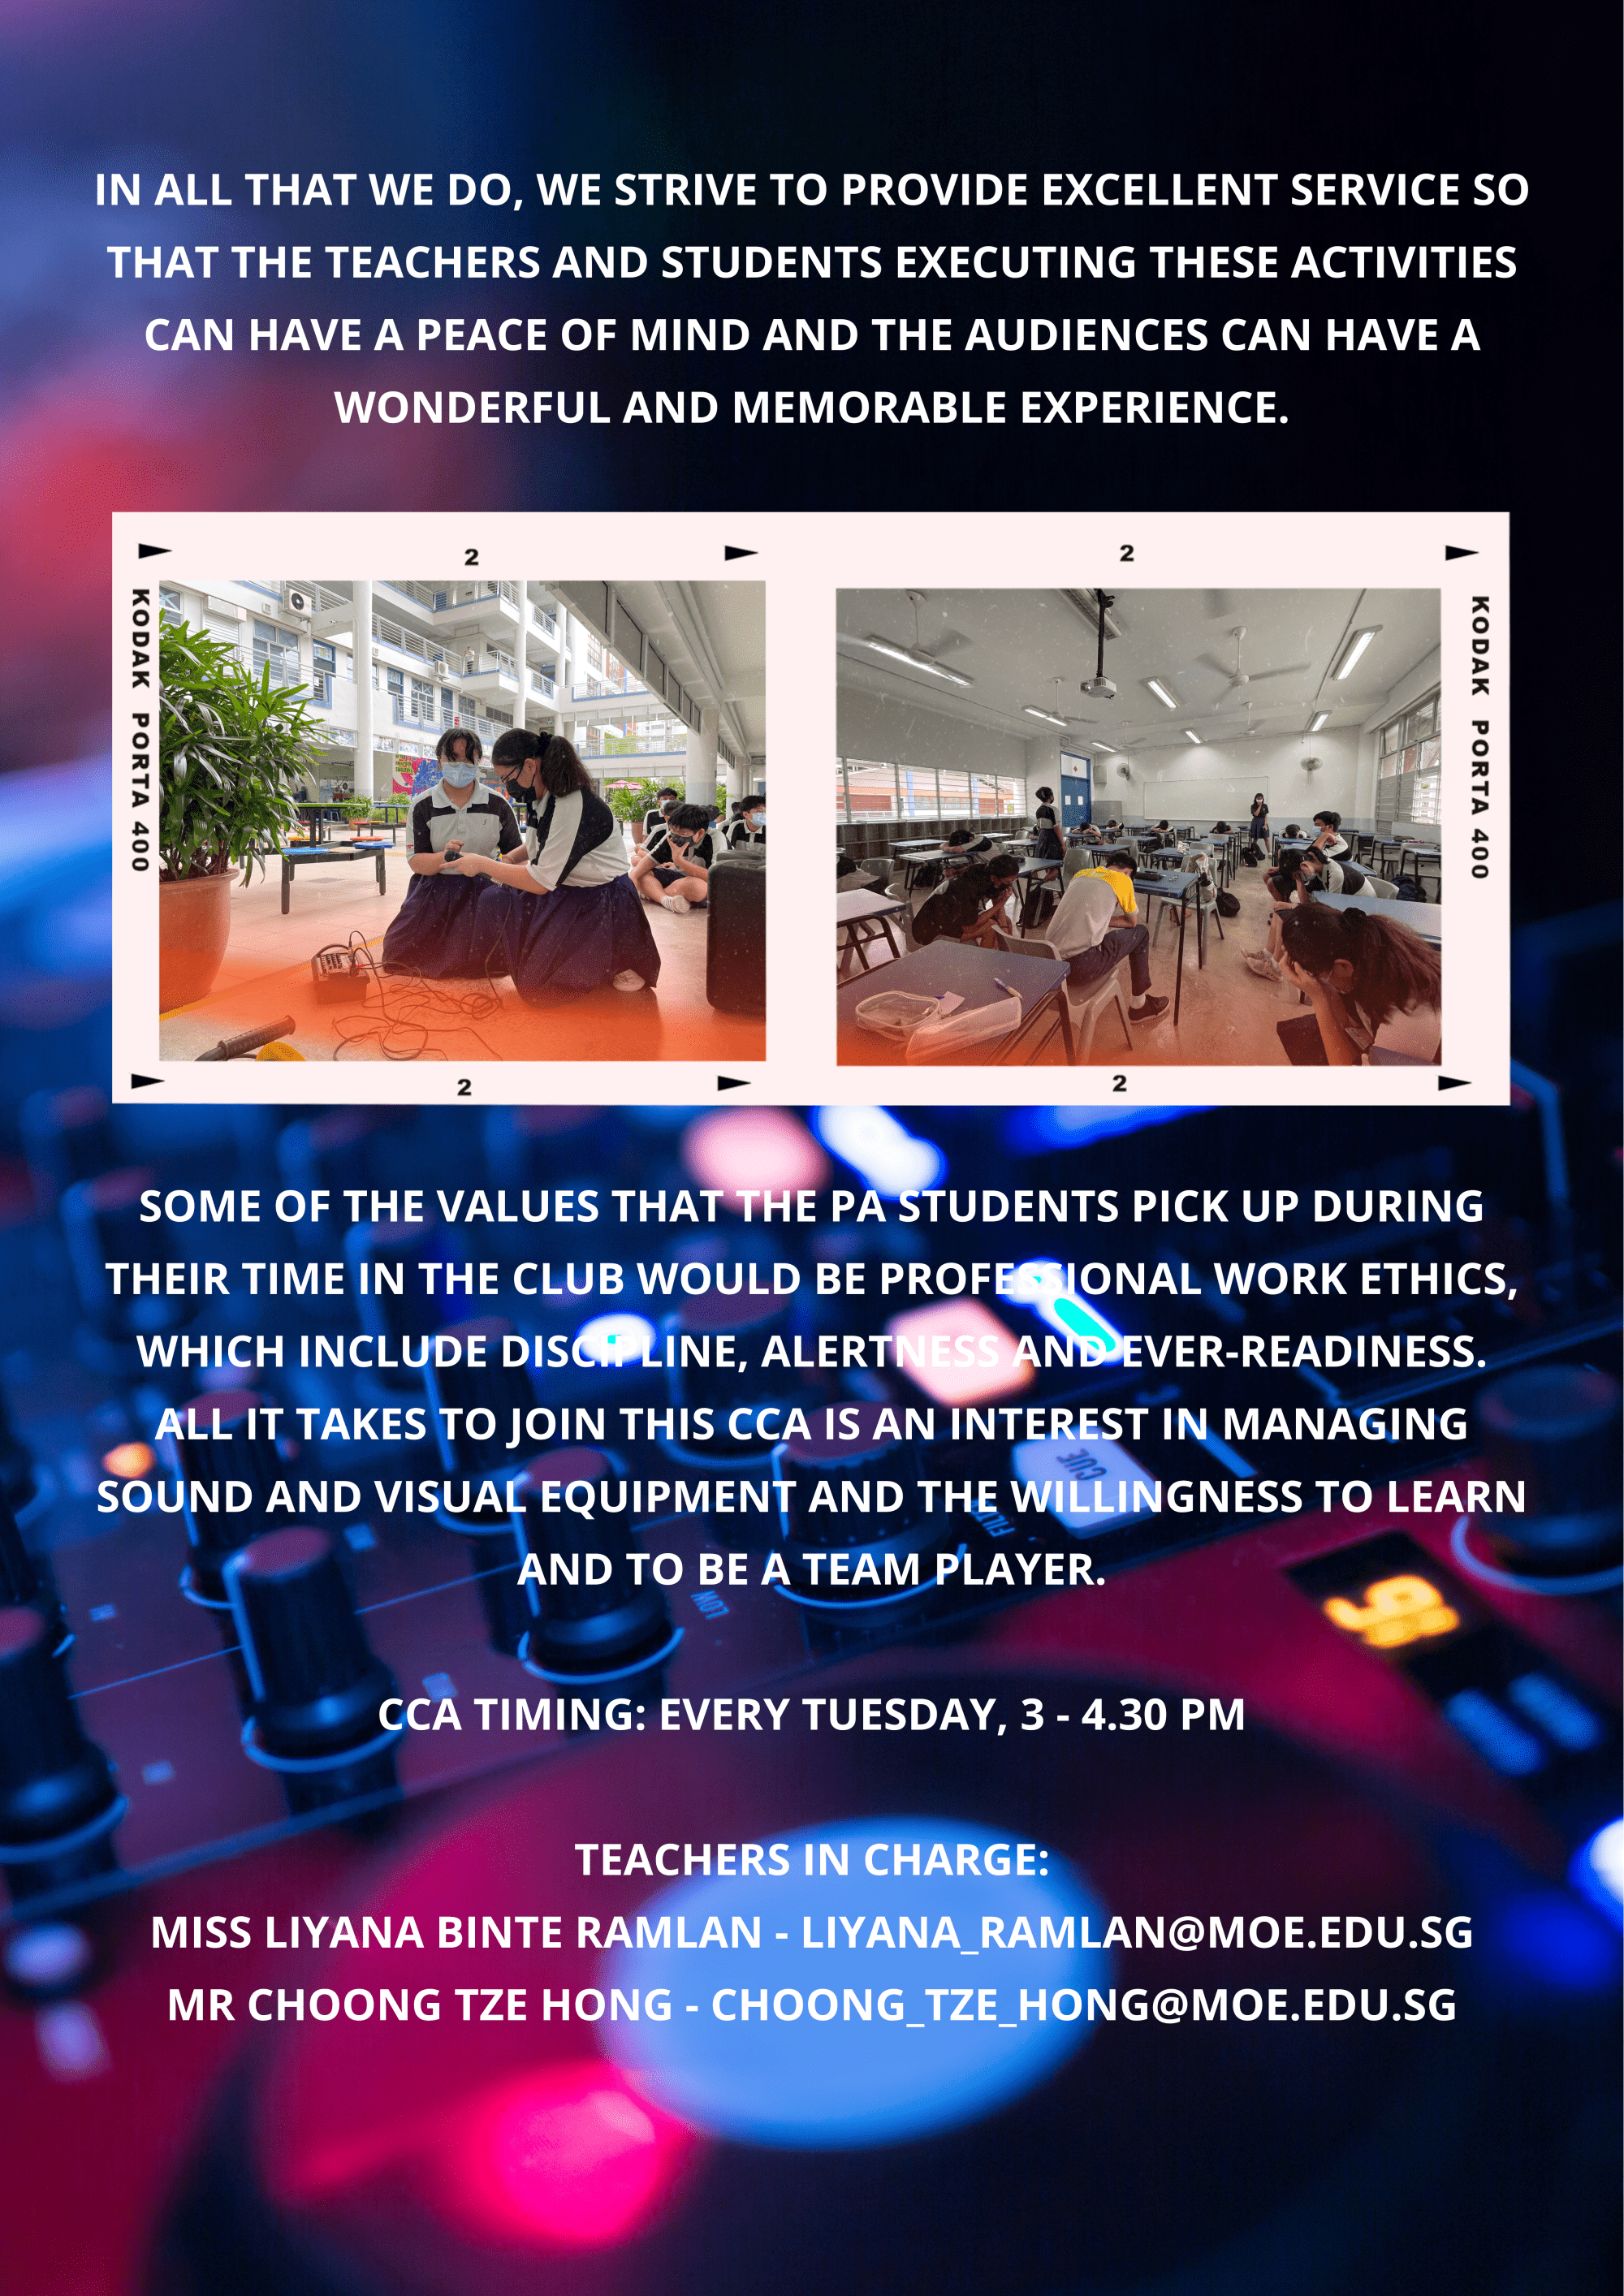 IN ALL THAT WE DO, WE STRIVE TO PROVIDE EXCELLENT SERVICE SO
THAT THE TEACHERS AND STUDENTS EXECUTING THESE ACTIVITIES
CAN HAVE A PEACE OF MIND AND THE AUDIENCES CAN HAVE A
WONDERFUL AND MEMORABLE EXPERIENCE.
2
2
KODAK PORTA 400
KODAK PORTA 400
2
2
SOME OF THE VALUES THAT THE PA STUDENTS PICK UP DURING
THEIR TIME IN THE CLUB WOULD BE PROFESSIONAL WORK ETHICS,
WHICH INCLUDE DISCIPLINE, ALERTNESS AND EVER-READINESS.
ALL IT TAKES TO JOIN THIS CCA IS AN INTEREST IN MANAGING
SOUND AND VISUAL EQUIPMENT AND THE WILLINGNESS TO LEARN
AND TO BE A TEAM PLAYER.
CUE
LOW
CCA TIMING: EVERY TUESDAY, 3 - 4.30 PM
TEACHERS IN CHARGE:
MISS LIYANA BINTE RAMLAN - LIYANA_RAMLAN@MOE.EDU.SG
MR CHOONG TZE HONG - CHOONG_TZE_HONG@MOE.EDU.SG